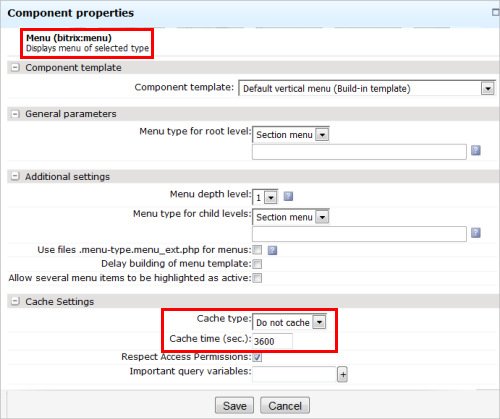 Component properties
Menu (bitrix:menu)
Displays menu of selected type
Component template
Component template: Default vertical menu (Build-in template)
General parameters
Menu type for root level: Section menu
?
Additional settings
Menu depth level: 1 ?
Menu type for child levels: Section menu
?
Use files .menu-type.menu_ext.php for menus: ?
Delay building of menu template:
Allow several menu items to be highlighted as active:
Cache Settings
Cache type: Do not cache
Cache time (sec.): 3600
Respect Access Permissions:
Important query variables: +
Save Cancel